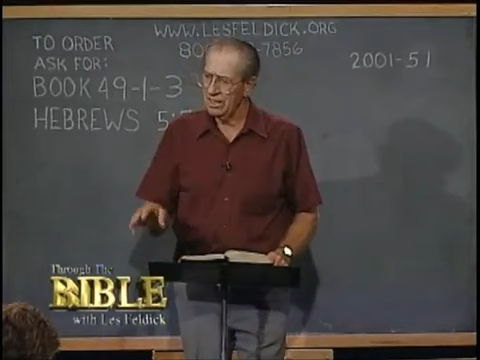 WWW.LESFELDICK.ORG
TO ORDER
ASK FOR:
BOOK 49-1-3
HEBREWS 5:
7856
2001-51
Through The
BIBLE
with Les Feldick